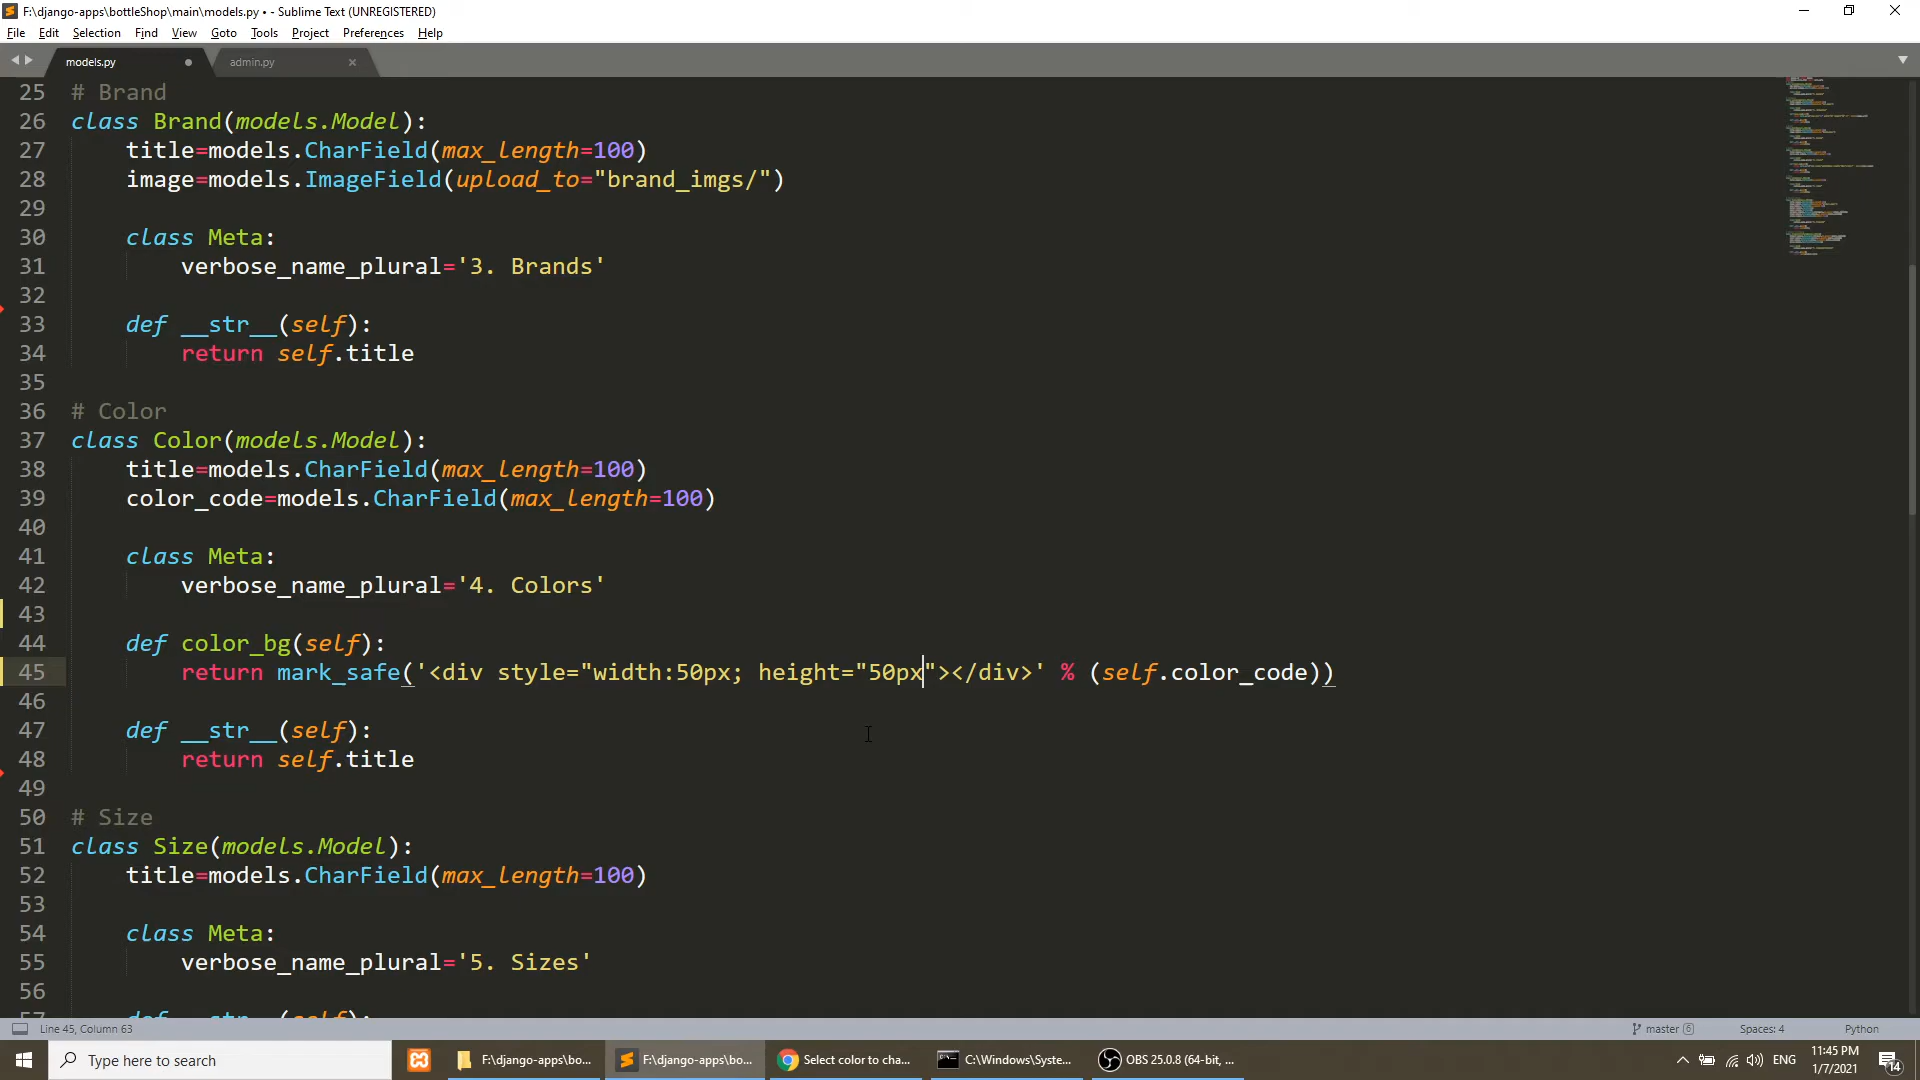 F:\django-apps\bottleShop\main\models.py • - Sublime Text (UNREGISTERED)
File Edit Selection Find View Goto Tools Project Preferences Help
models.py admin.py
25 # Brand
26 class Brand(models.Model):
27 title=models.CharField(max_length=100)
28 image=models.ImageField(upload_to="brand_imgs/")
29
30 class Meta:
31 verbose_name_plural='3. Brands'
32
33 def __str__(self):
34 return self.title
35
36 # Color
37 class Color(models.Model):
38 title=models.CharField(max_length=100)
39 color_code=models.CharField(max_length=100)
40
41 class Meta:
42 verbose_name_plural='4. Colors'
43
44 def color_bg(self):
45 return mark_safe('<div style="width:50px; height="50px"></div>' % (self.color_code))
46
47 def __str__(self):
48 return self.title
49
50 # Size
51 class Size(models.Model):
52 title=models.CharField(max_length=100)
53
54 class Meta:
55 verbose_name_plural='5. Sizes'
56
57 def __str__(self):
Line 45, Column 63 master 6 Spaces: 4 Python
Type here to search F:\django-apps\bo... F:\django-apps\bo... Select color to cha... C:\Windows\Syste... OBS 25.0.8 (64-bit, ... ENG 11:45 PM
1/7/2021 14